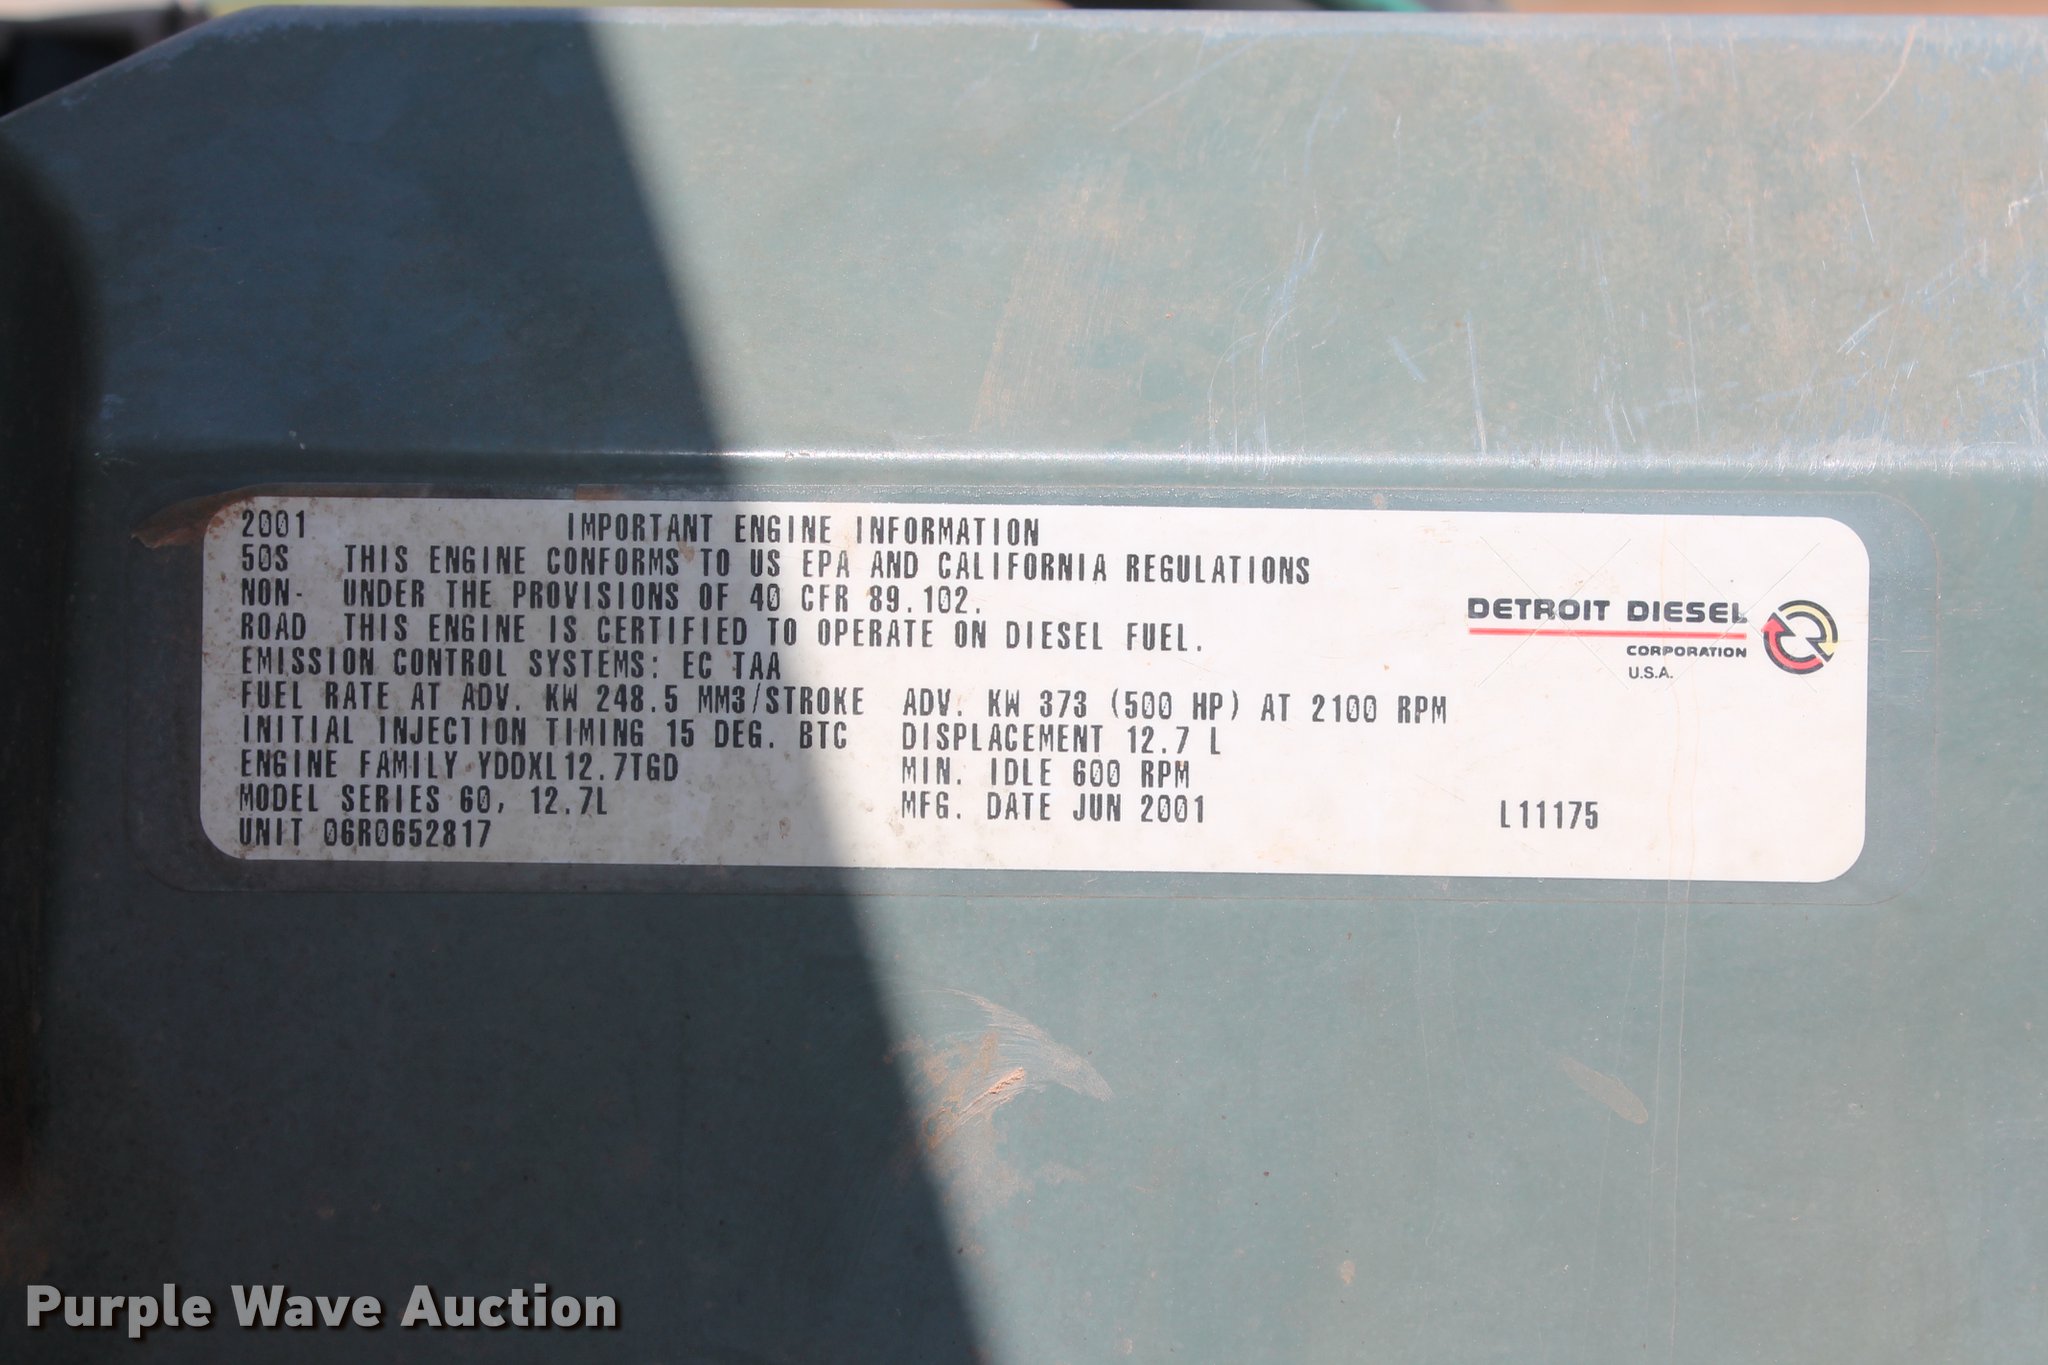 2001 IMPORTANT ENGINE INFORMATION
50S THIS ENGINE CONFORMS TO US EPA AND CALIFORNIA REGULATIONS
NON- UNDER THE PROVISIONS OF 40 CFR 89.102.
ROAD THIS ENGINE IS CERTIFIED TO OPERATE ON DIESEL FUEL.
EMISSION CONTROL SYSTEMS: EC TAA
FUEL RATE AT ADV. KW 248.5 MM3/STROKE ADV. KW 373 (500 HP) AT 2100 RPM
INITIAL INJECTION TIMING 15 DEG. BTC DISPLACEMENT 12.7 L
ENGINE FAMILY YDDXL12.7TGD MIN. IDLE 600 RPM
MODEL SERIES 60, 12.7L MFG. DATE JUN 2001 L11175
UNIT 06R0652817
DETROIT DIESEL
CORPORATION
U.S.A.
Purple Wave Auction